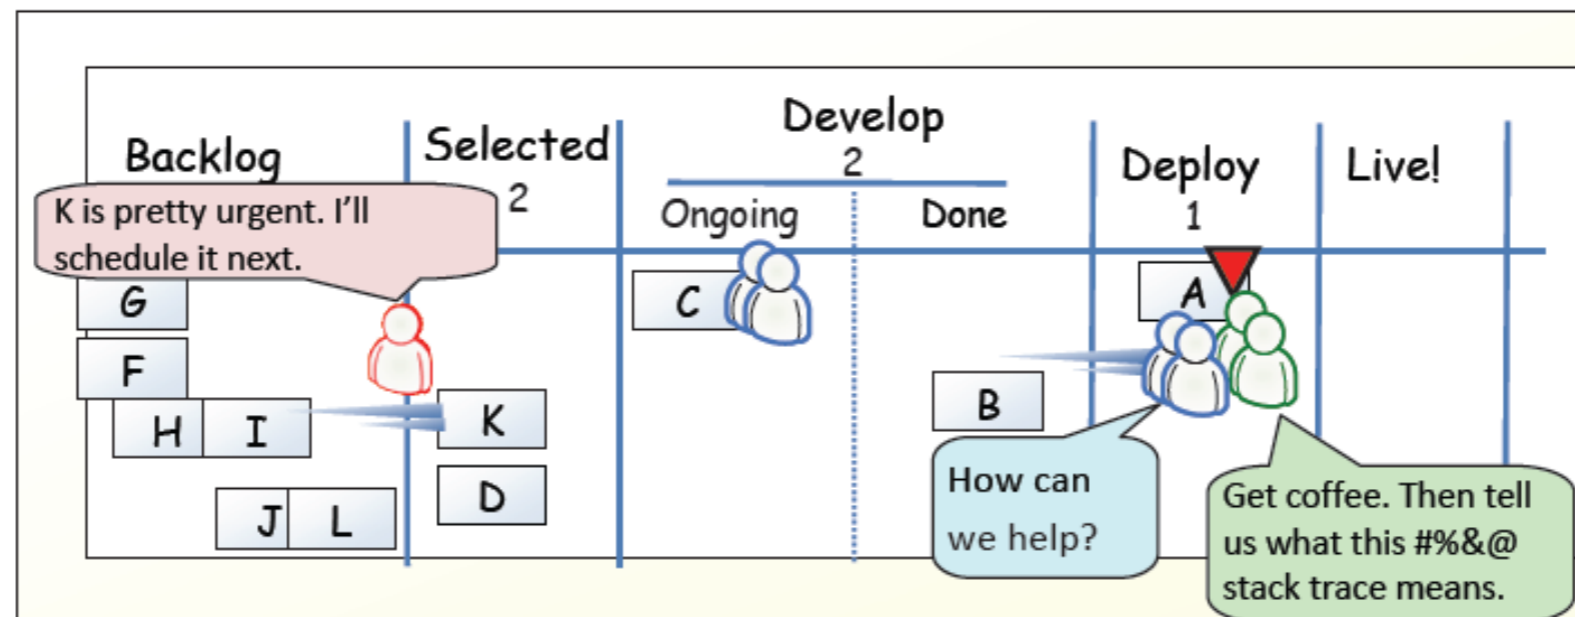 Backlog
Selected
2
Develop
2
Ongoing
Done
Deploy
1
Live!
K is pretty urgent. I'll
schedule it next.
G
F
H I
J L
K
D
C
B
A
How can
we help?
Get coffee. Then tell
us what this #%&@
stack trace means.